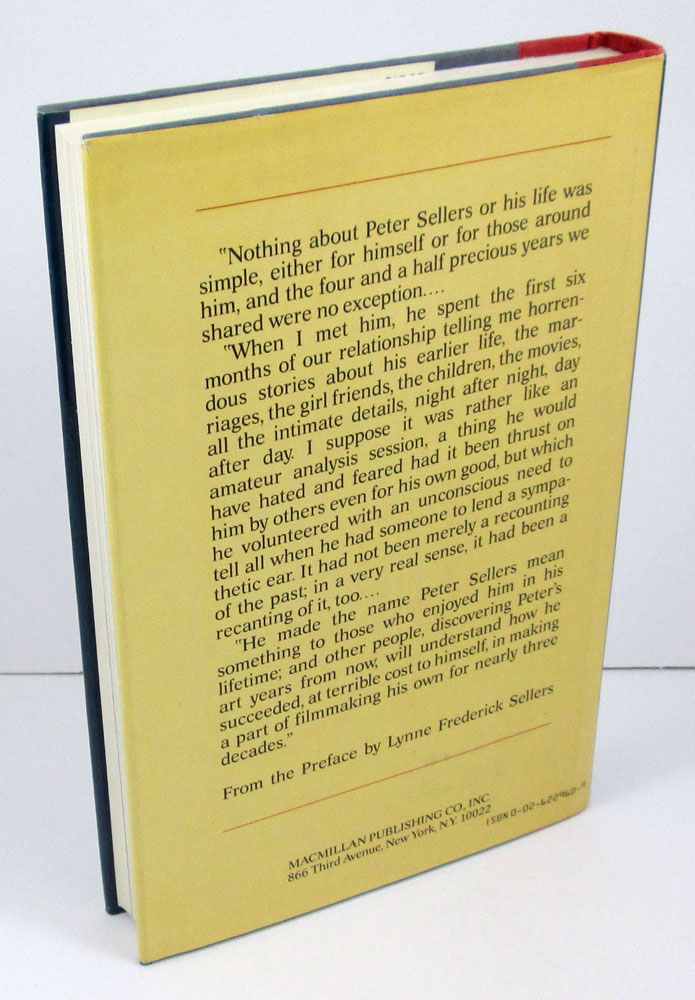 "Nothing about Peter Sellers or his life was
simple, either for himself or for those around
him, and the four and a half precious years we
shared were no exception....
"When I met him, he spent the first six
months of our relationship telling me horren-
dous stories about his earlier life, the mar-
riages, the girl friends, the children, the movies,
all the intimate details, night after night, day
after day. I suppose it was rather like an
amateur analysis session, a thing he would
have hated and feared had it been thrust on
him by others even for his own good, but which
he volunteered with an unconscious need to
tell all when he had someone to lend a sympa-
thetic ear. It had not been merely a recounting
of the past; in a very real sense, it had been a
recanting of it, too....
"He made the name Peter Sellers mean
something to those who enjoyed him in his
lifetime; and other people, discovering Peter's
art years from now, will understand how he
succeeded, at terrible cost to himself, in making
a part of filmmaking his own for nearly three
decades."
From the Preface by Lynne Frederick Sellers
MACMILLAN PUBLISHING CO., INC.
866 Third Avenue, New York, N.Y. 10022
ISBN 0-02-622960-9